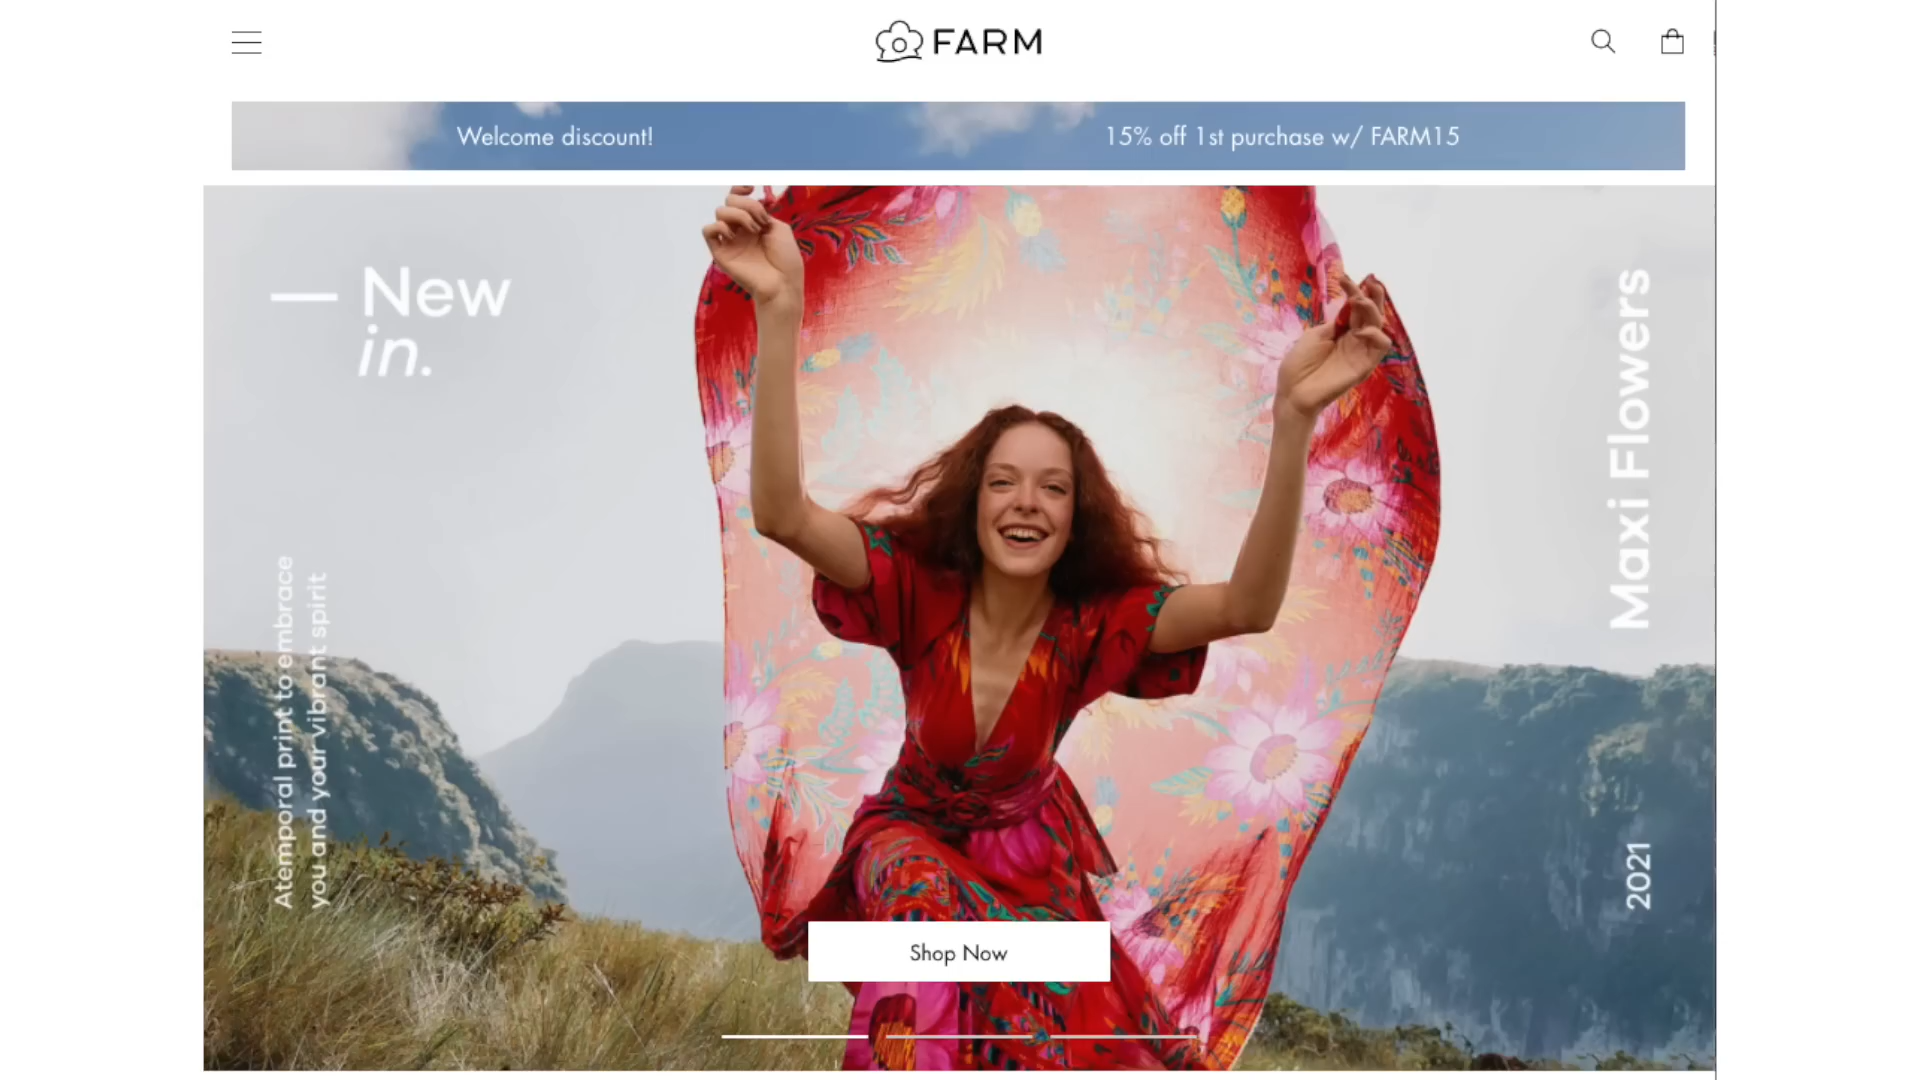 FARM
Welcome discount!
15% off 1st purchase w/ FARM15
New
in.
Maxi Flowers
Atemporal print to embrace
you and your vibrant spirit
2021
Shop Now